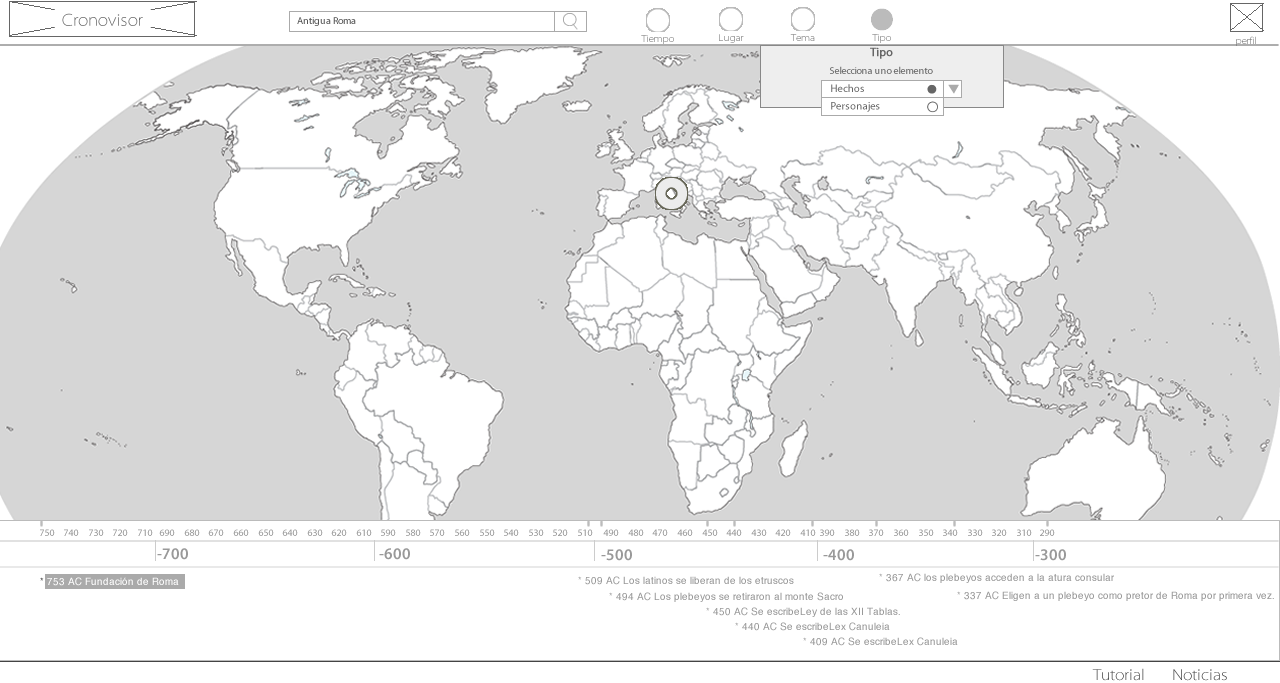 Cronovisor
Antigua Roma
Tiempo
Lugar
Tema
Tipo
perfil
Tipo
Selecciona uno elemento
Hechos
Personajes
750 740 730 720 710 690 680 670 660 650 640 630 620 610 590 580 570 560 550 540 530 520 510 490 480 470 460 450 440 430 420 410 390 380 370 360 350 340 330 320 310 290
-700 -600 -500 -400 -300
* 753 AC Fundación de Roma
* 509 AC Los latinos se liberan de los etruscos
* 367 AC los plebeyos acceden a la atura consular
* 494 AC Los plebeyos se retiraron al monte Sacro
* 337 AC Eligen a un plebeyo como pretor de Roma por primera vez.
* 450 AC Se escribeLey de las XII Tablas.
* 440 AC Se escribeLex Canuleia
* 409 AC Se escribeLex Canuleia
Tutorial Noticias